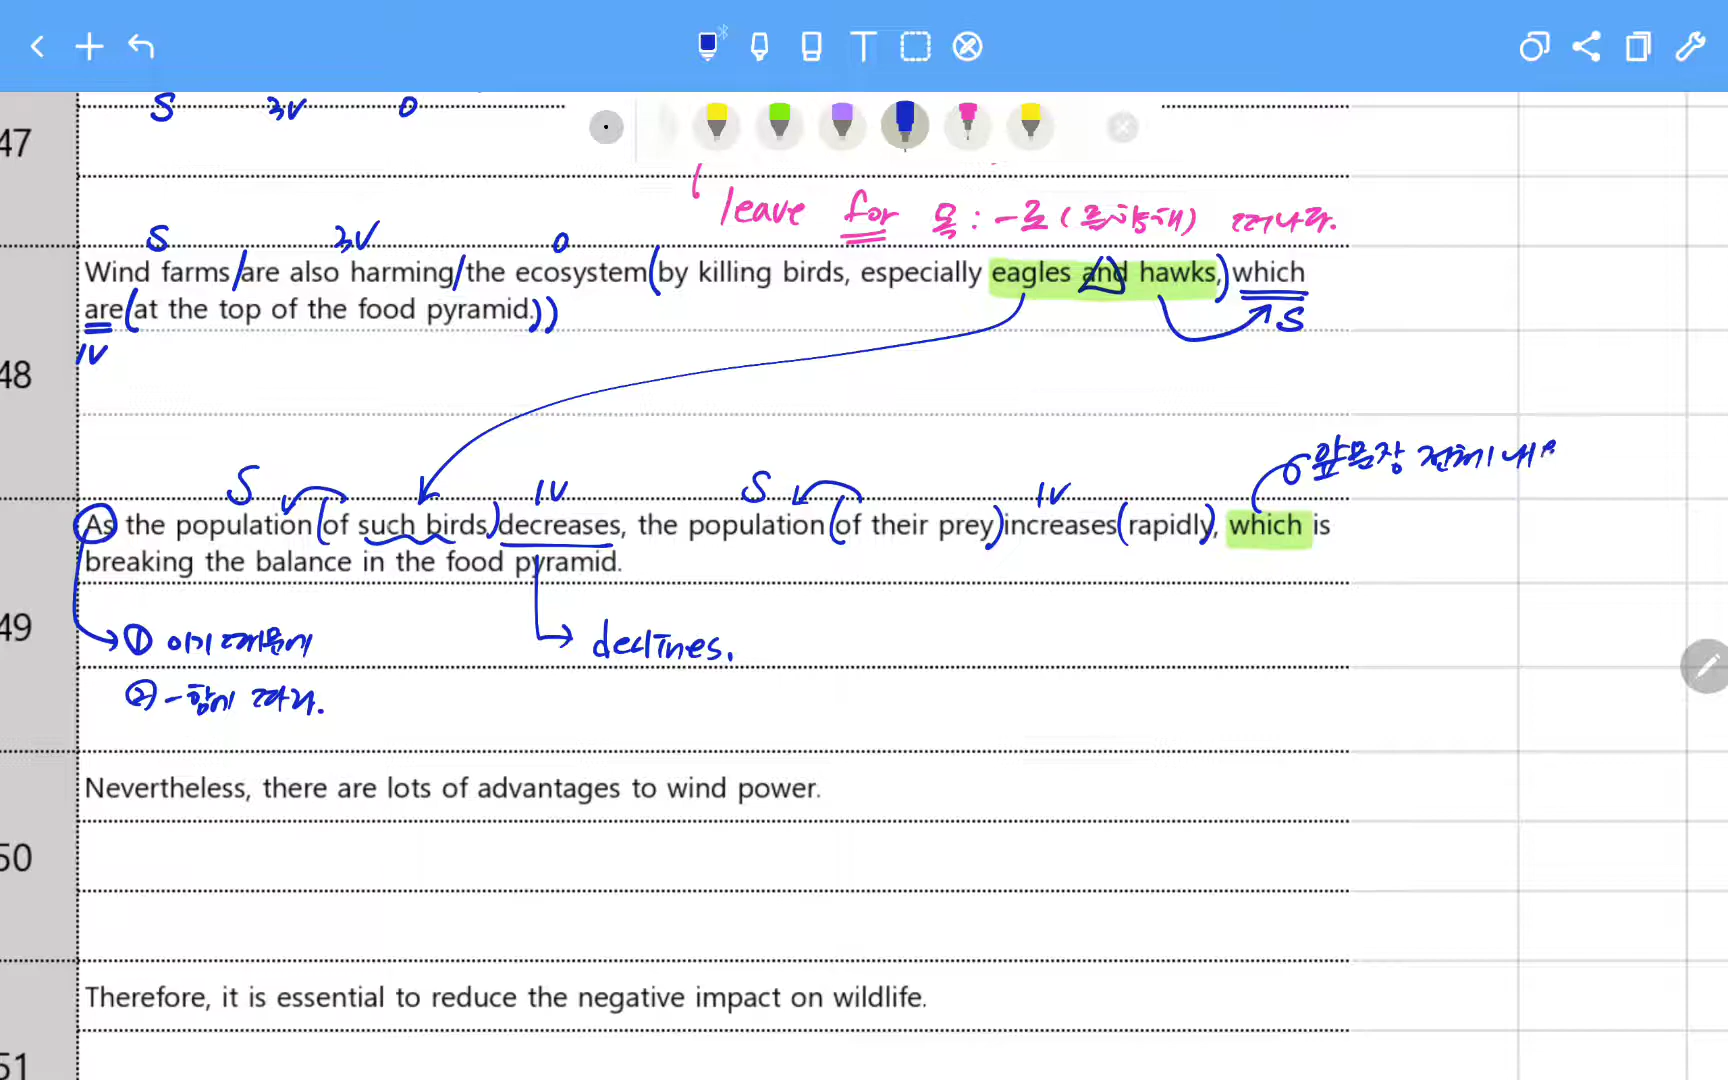 47
S 3V O
leave for 목 : -로 (를향해) 떠나다.
S 3V O
Wind farms / are also harming / the ecosystem (by killing birds, especially eagles and hawks,) which
are (at the top of the food pyramid.))
S
1V
48
앞문장 전체 내용
S 1V S 1V
As the population (of such birds,) decreases, the population (of their prey) increases (rapidly), which is
breaking the balance in the food pyramid.
49
① 이기 때문에
declines.
② -함에 따라.
Nevertheless, there are lots of advantages to wind power.
50
Therefore, it is essential to reduce the negative impact on wildlife.
51